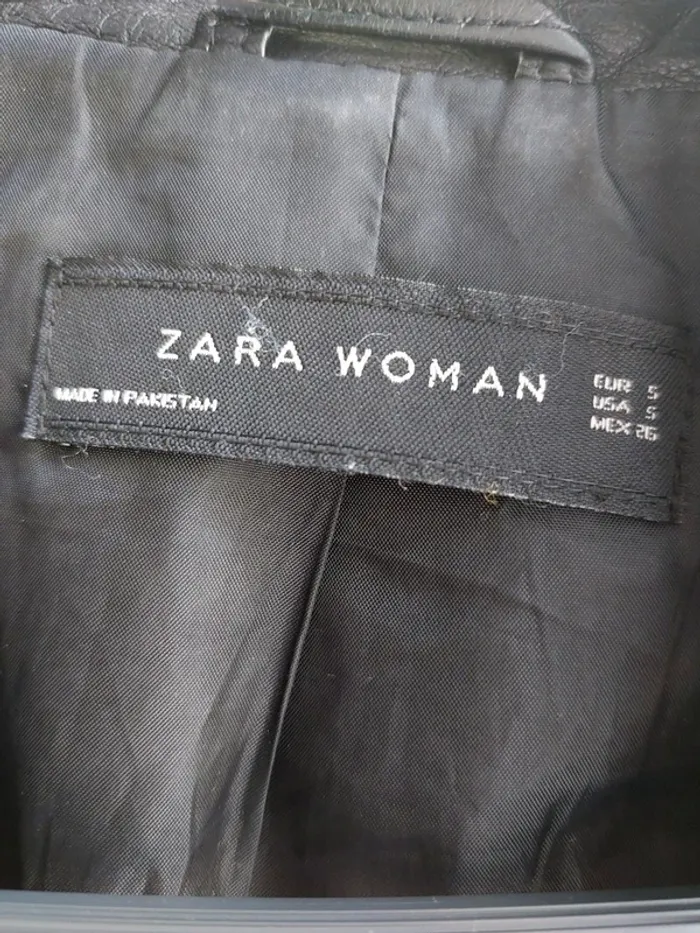 ZARA WOMAN
MADE IN PAKISTAN
EUR S
USA S
MEX 26